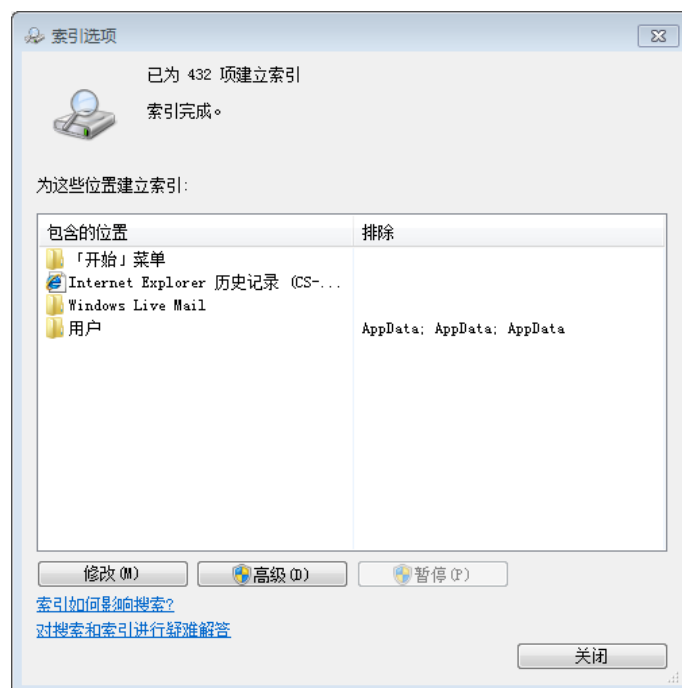 索引选项
已为 432 项建立索引
索引完成。
为这些位置建立索引:
包含的位置 排除
「开始」菜单
Internet Explorer 历史记录 (CS-...
Windows Live Mail
用户 AppData; AppData; AppData
修改(M) 高级(D) 暂停(P)
索引如何影响搜索?
对搜索和索引进行疑难解答
关闭